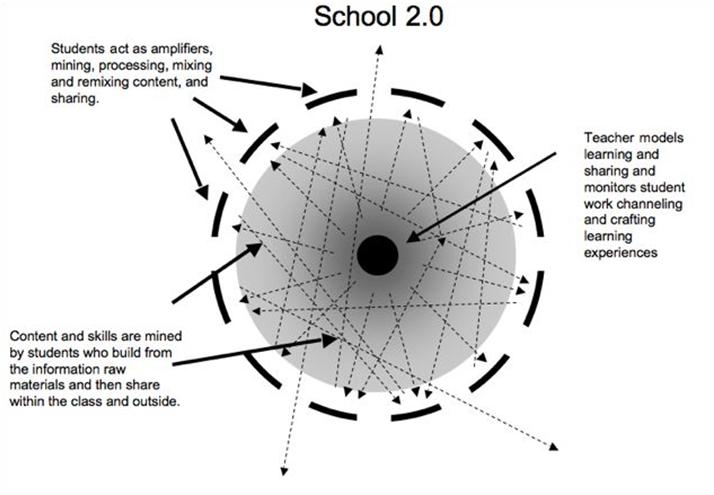 School 2.0
Students act as amplifiers,
mining, processing, mixing
and remixing content, and
sharing.
Teacher models
learning and
sharing and
monitors student
work channeling
and crafting
learning
experiences
Content and skills are mined
by students who build from
the information raw
materials and then share
within the class and outside.